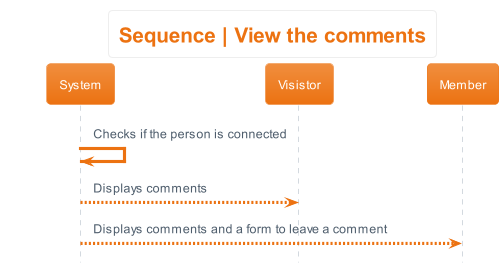 Sequence | View the comments
System
Visistor
Member
Checks if the person is connected
Displays comments
Displays comments and a form to leave a comment